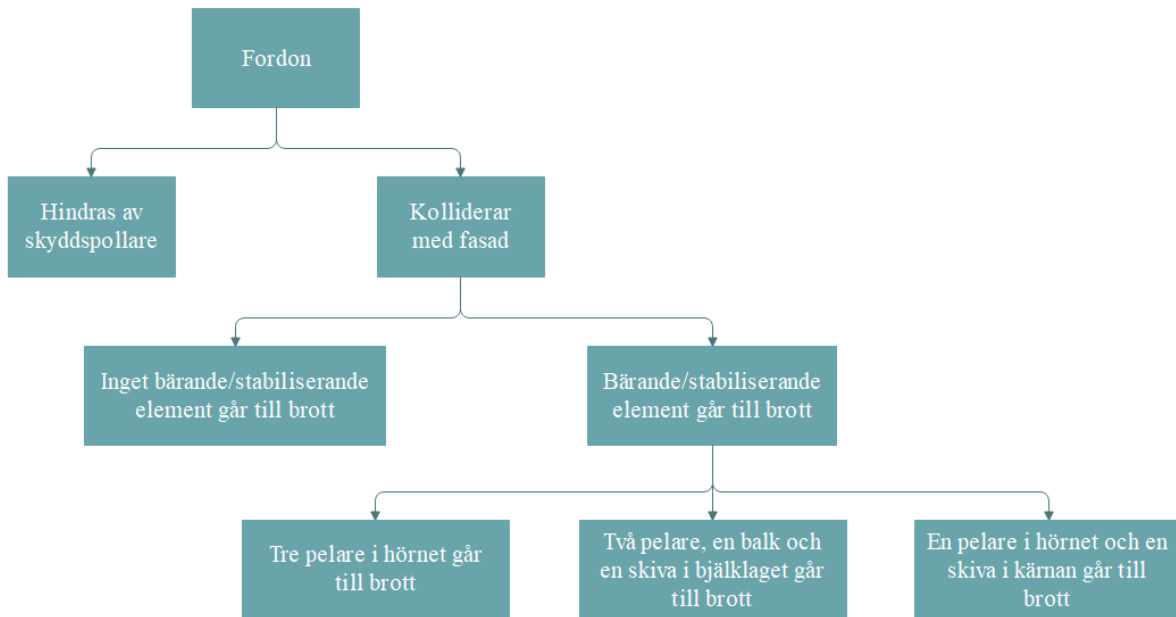 Fordon
Hindras av
skyddspollare
Kolliderar
med fasad
Inget bärande/stabiliserande
element går till brott
Bärande/stabiliserande
element går till brott
Tre pelare i hörnet går
till brott
Två pelare, en balk och
en skiva i bjälklaget går
till brott
En pelare i hörnet och en
skiva i kärnan går till
brott